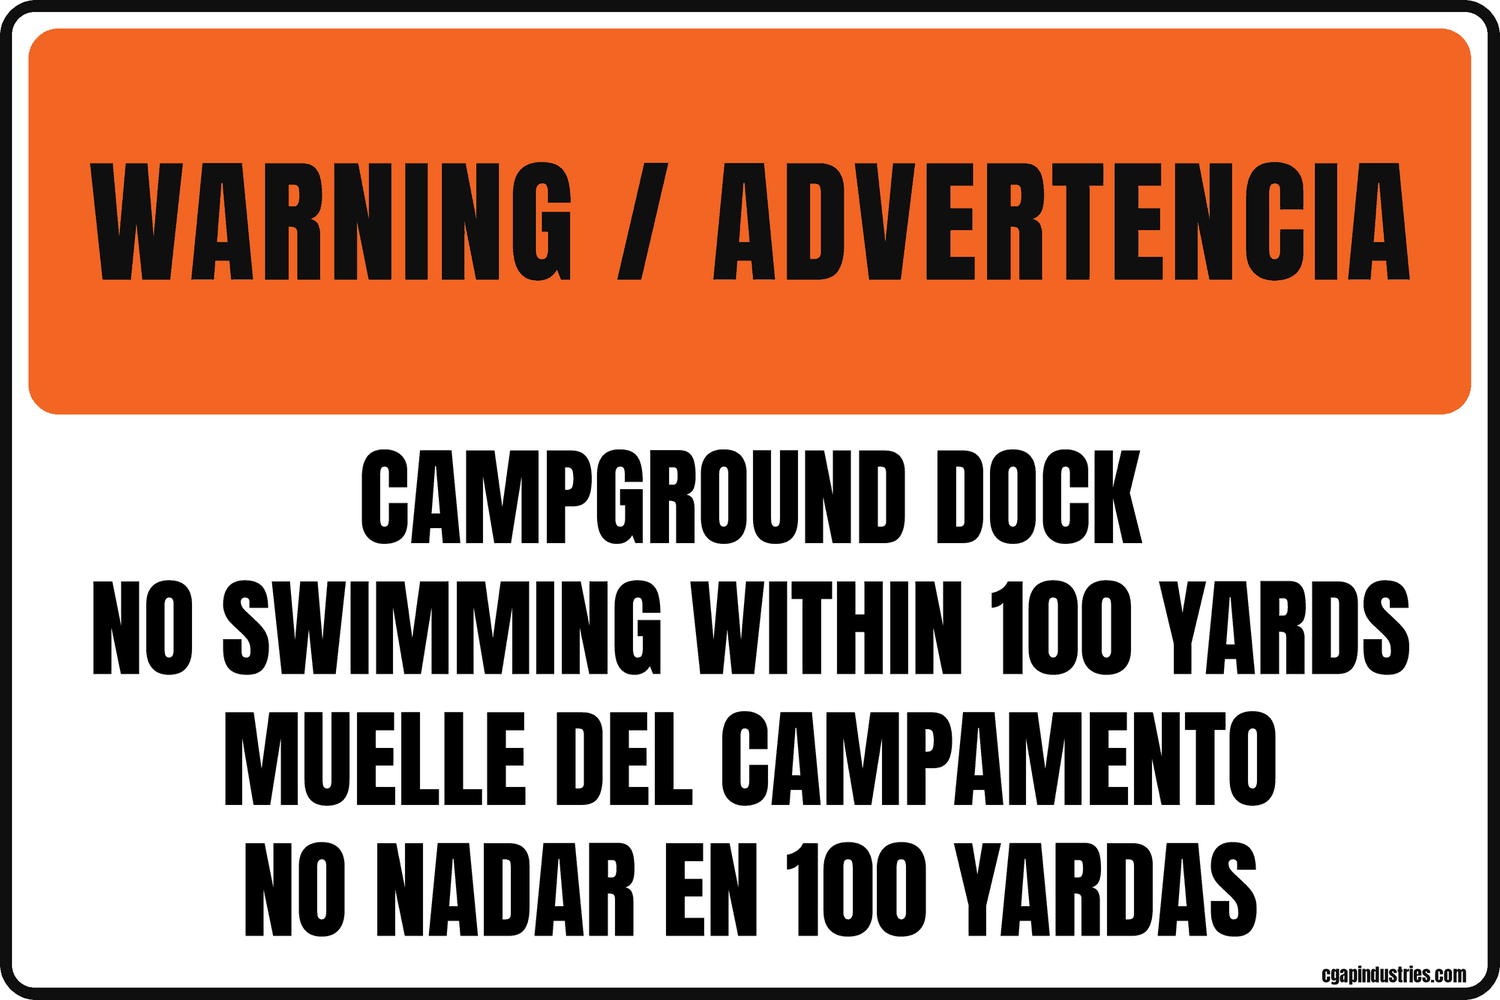 WARNING / ADVERTENCIA
CAMPGROUND DOCK
NO SWIMMING WITHIN 100 YARDS
MUELLE DEL CAMPAMENTO
NO NADAR EN 100 YARDAS
cgapindustries.com